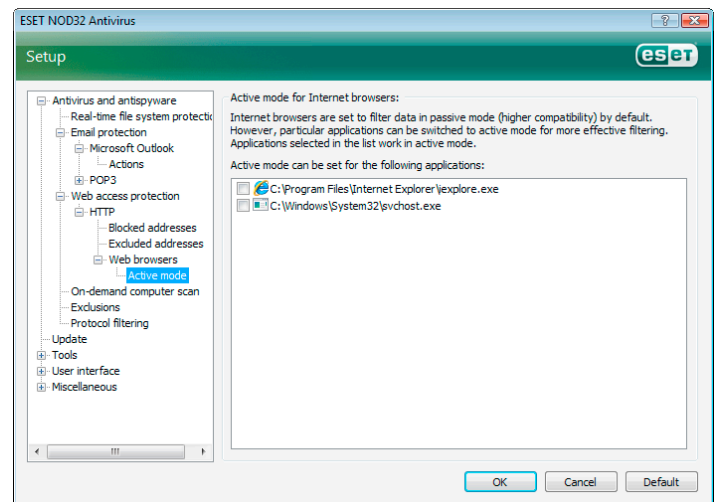 ESET NOD32 Antivirus
Setup
eset
Antivirus and antispyware
Real-time file system protectic
Email protection
Microsoft Outlook
Actions
POP3
Web access protection
HTTP
Blocked addresses
Excluded addresses
Web browsers
Active mode
On-demand computer scan
Exclusions
Protocol filtering
Update
Tools
User interface
Miscellaneous
Active mode for Internet browsers:
Internet browsers are set to filter data in passive mode (higher compatibility) by default.
However, particular applications can be switched to active mode for more effective filtering.
Applications selected in the list work in active mode.
Active mode can be set for the following applications:
C:\Program Files\Internet Explorer\iexplore.exe
C:\Windows\System32\svchost.exe
OK
Cancel
Default